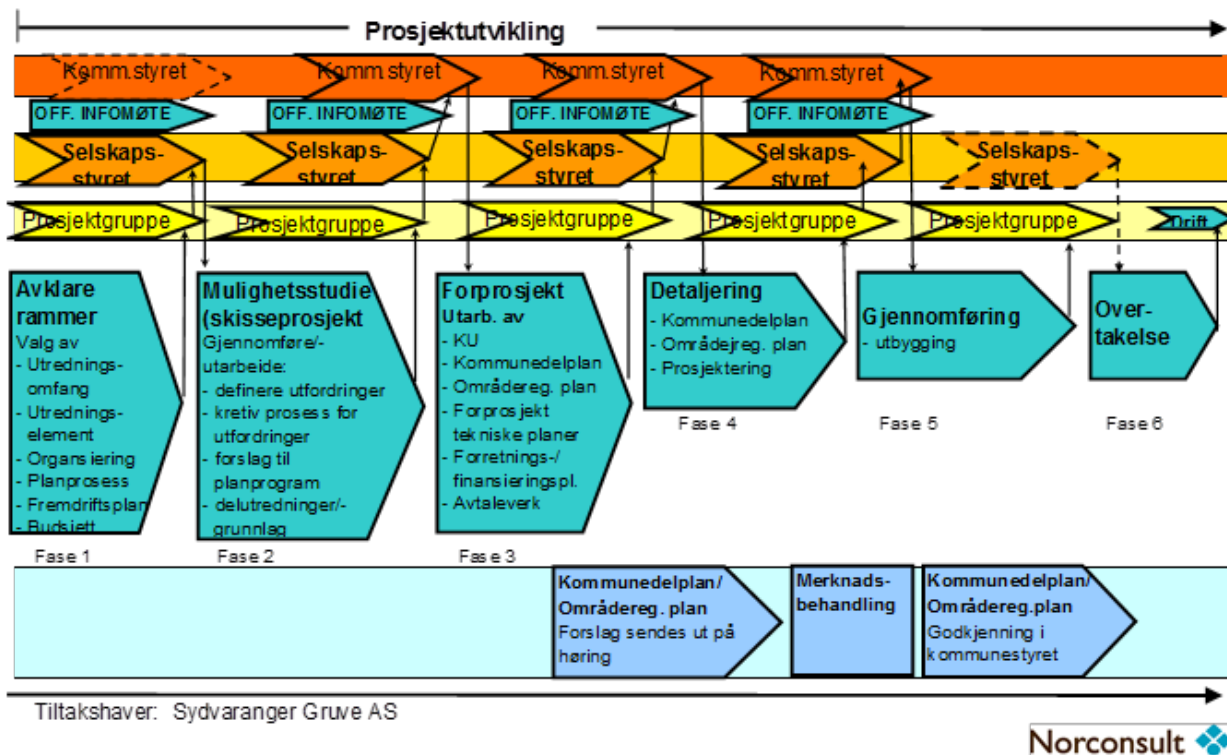 Prosjektutvikling
Komm.styret
Komm.styret
Komm.styret
Komm.styret
OFF. INFOMØTE
OFF. INFOMØTE
OFF. INFOMØTE
OFF. INFOMØTE
Selskaps-
styret
Selskaps-
styret
Selskaps-
styret
Selskaps-
styret
Selskaps-
styret
Prosjektgruppe
Prosjektgruppe
Prosjektgruppe
Prosjektgruppe
Prosjektgruppe
Drift
Avklare
rammer
Valg av
- Utrednings-
omfang
- Utrednings-
element
- Organsiering
- Planprosess
- Fremdriftsplan
- Budsjett
Fase 1
Mulighetsstudie
(skisseprosjekt
Gjennomføre/-
utarbeide:
- definere utfordringer
- kretiv prosess for
utfordringer
- forslag til
planprogram
- delutredninger/-
grunnlag
Fase 2
Forprosjekt
Utarb. av
- KU
- Kommunedelplan
- Områdereg. plan
- Forprosjekt
tekniske planer
- Forretnings-/
finansieringspl.
- Avtaleverk
Fase 3
Detaljering
- Kommunedelplan
- Områdejreg. plan
- Prosjektering
Fase 4
Gjennomføring
- utbygging
Fase 5
Over-
takelse
Fase 6
Kommunedelplan/
Områdereg. plan
Forslag sendes ut på
høring
Merknads-
behandling
Kommunedelplan/
Områdereg.plan
Godkjenning i
kommunestyret
Tiltakshaver: Sydvaranger Gruve AS
Norconsult